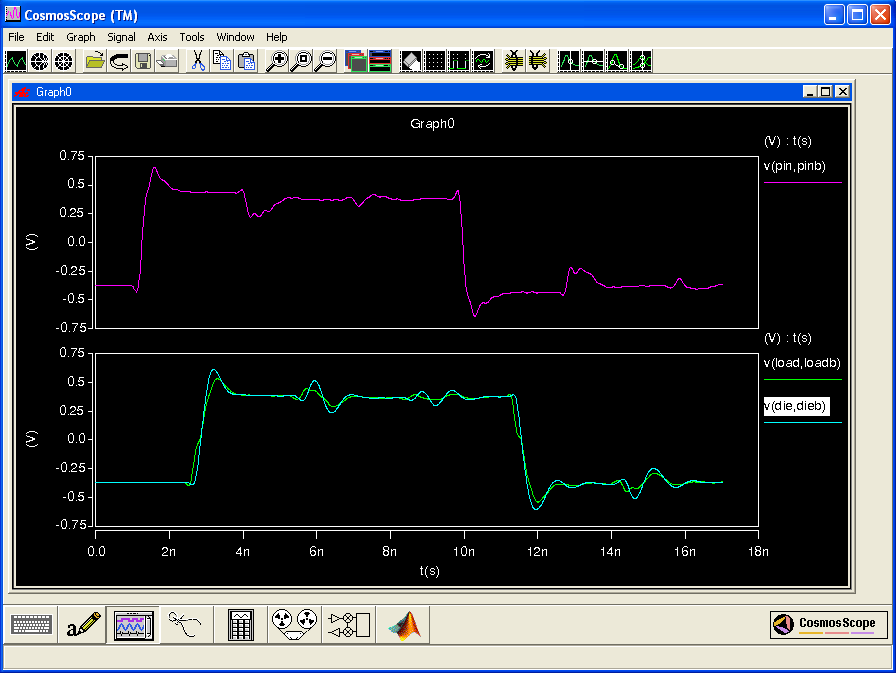 CosmosScope (TM)
File Edit Graph Signal Axis Tools Window Help
Graph0
Graph0
(V) : t(s)
v(pin,pinb)
0.75
0.5
0.25
0.0
-0.25
-0.5
-0.75
(V)
(V) : t(s)
v(load,loadb)
v(die,dieb)
0.75
0.5
0.25
0.0
-0.25
-0.5
-0.75
(V)
0.0 2n 4n 6n 8n 10n 12n 14n 16n 18n
t(s)
a
CosmosScope